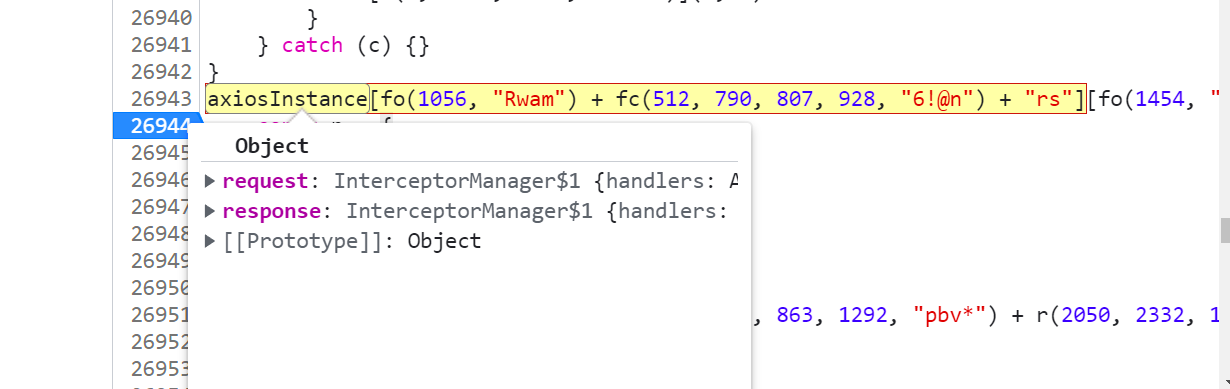 26940 }
26941 } catch (c) {}
26942 }
26943 axiosInstance[fo(1056, "Rwam") + fc(512, 790, 807, 928, "6!@n") + "rs"][fo(1454, "
26944
Object
26945
26946 request: InterceptorManager$1 {handlers: A
26947 response: InterceptorManager$1 {handlers:
26948 [[Prototype]]: Object
26949
26950
26951 , 863, 1292, "pbv*") + r(2050, 2332, 1
26952
26953